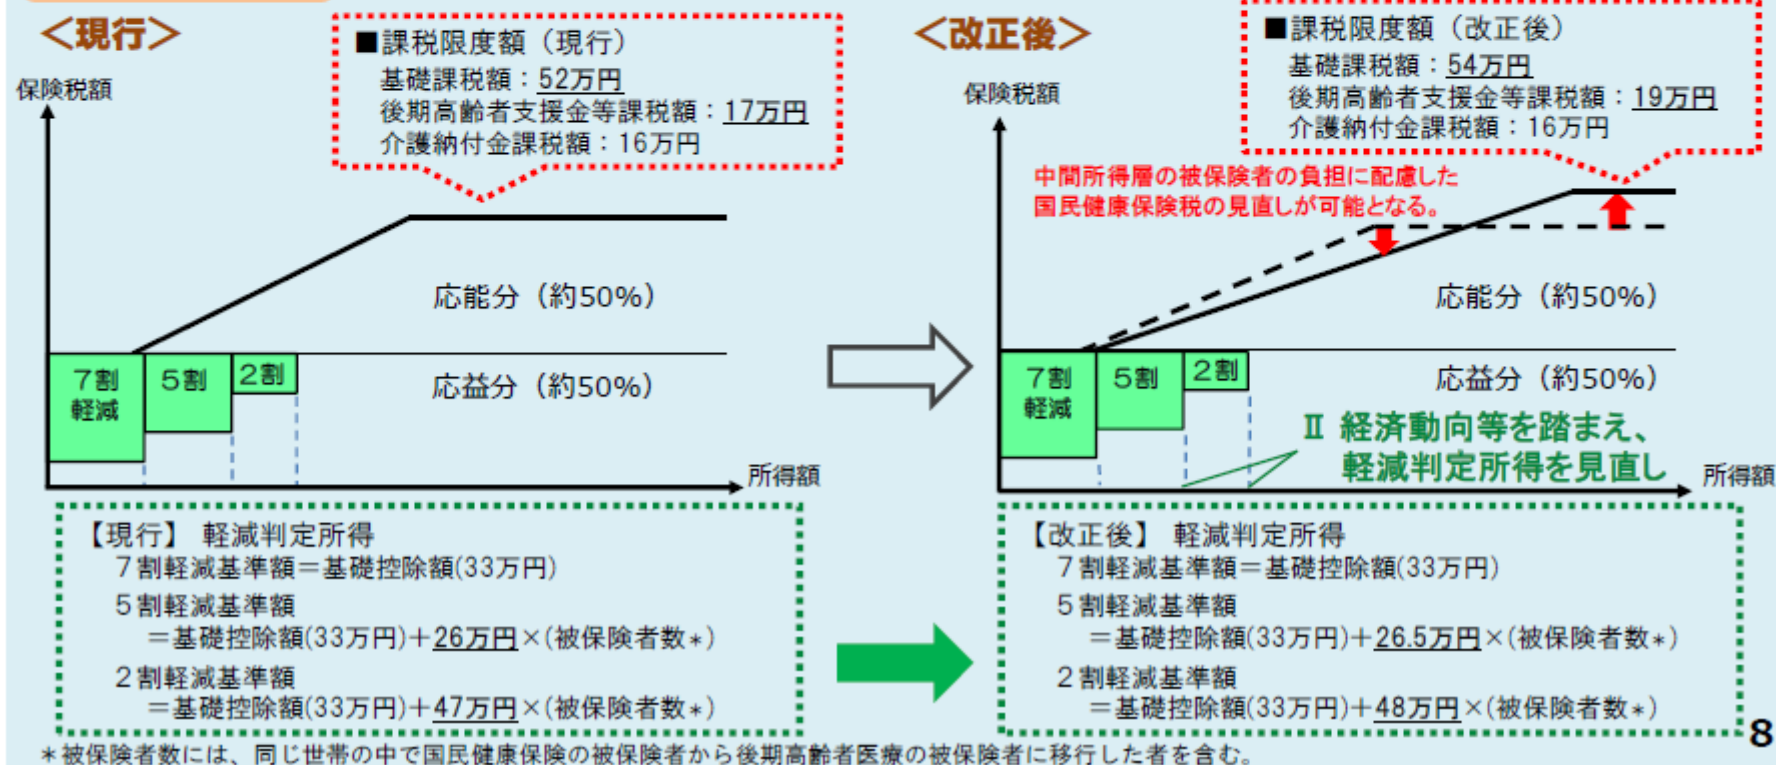 ＜現行＞
■課税限度額（現行）
基礎課税額：52万円
後期高齢者支援金等課税額：17万円
介護納付金課税額：16万円
保険税額
応能分（約50%）
7割
軽減
5割
2割
応益分（約50%）
所得額
【現行】 軽減判定所得
７割軽減基準額＝基礎控除額(33万円)
５割軽減基準額
＝基礎控除額(33万円)＋26万円×(被保険者数＊)
２割軽減基準額
＝基礎控除額(33万円)＋47万円×(被保険者数＊)
＜改正後＞
■課税限度額（改正後）
基礎課税額：54万円
後期高齢者支援金等課税額：19万円
介護納付金課税額：16万円
保険税額
中間所得層の被保険者の負担に配慮した
国民健康保険税の見直しが可能となる。
応能分（約50%）
7割
軽減
5割
2割
応益分（約50%）
Ⅱ 経済動向等を踏まえ、
軽減判定所得を見直し
所得額
【改正後】 軽減判定所得
７割軽減基準額＝基礎控除額(33万円)
５割軽減基準額
＝基礎控除額(33万円)＋26.5万円×(被保険者数＊)
２割軽減基準額
＝基礎控除額(33万円)＋48万円×(被保険者数＊)
＊被保険者数には、同じ世帯の中で国民健康保険の被保険者から後期高齢者医療の被保険者に移行した者を含む。
8